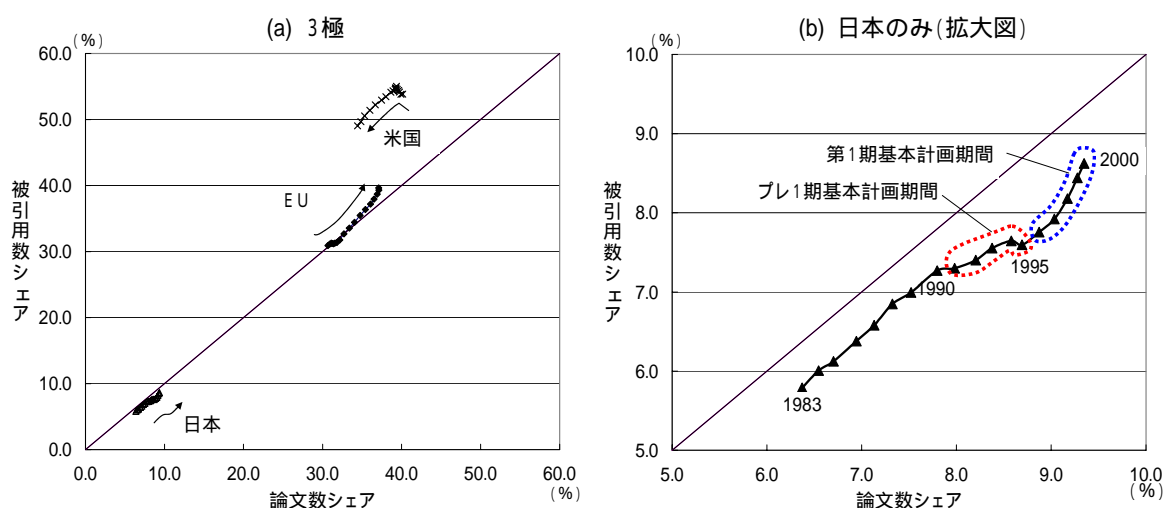 (a) 3極
(%)
60.0
50.0
40.0
30.0
20.0
10.0
0.0
被引用数シェア
米国
EU
日本
0.0 10.0 20.0 30.0 40.0 50.0 60.0
(%)
論文数シェア
(b) 日本のみ(拡大図)
(%)
10.0
9.0
8.0
7.0
6.0
5.0
被引用数シェア
第1期基本計画期間
2000
プレ1期基本計画期間
1995
1990
1983
5.0 6.0 7.0 8.0 9.0 10.0
(%)
論文数シェア